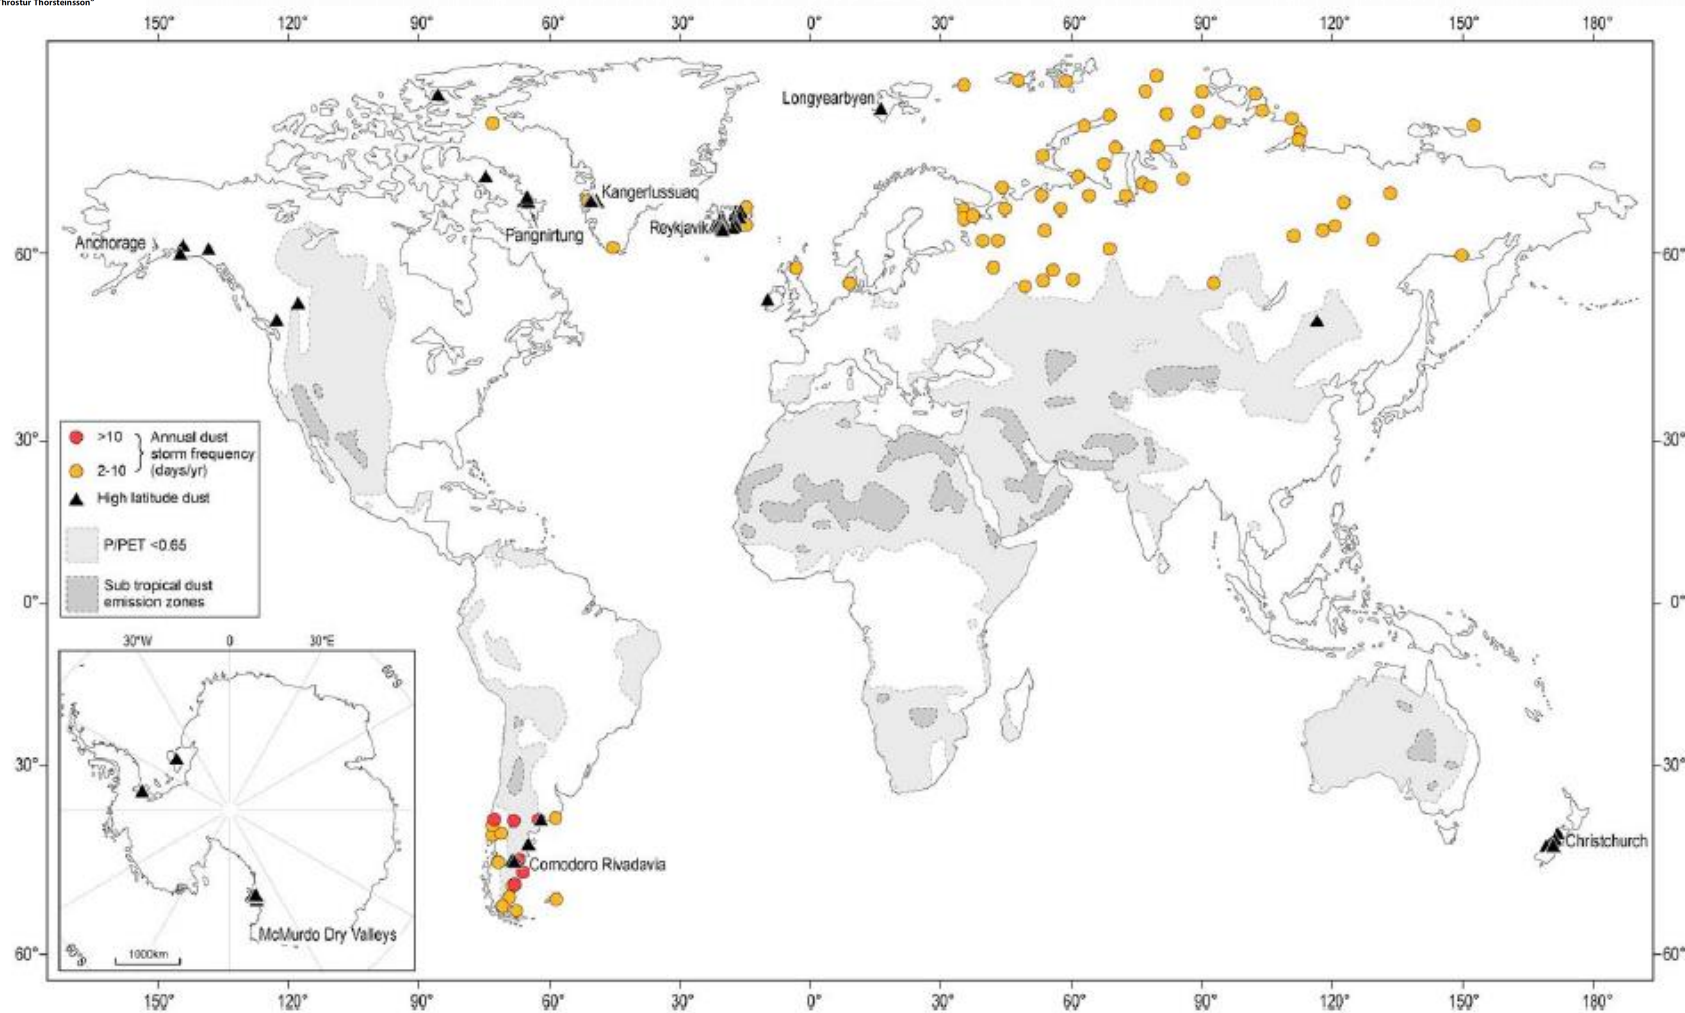 Throstur Thorsteinsson"
150° 120° 90° 60° 30° 0° 30° 60° 90° 120° 150° 180°
Longyearbyen
Kangerlussuaq
Pangnirtung
Reykjavik
Anchorage
60° 60°
>10 Annual dust
storm frequency
2-10 (days/yr)
High latitude dust
P/PET <0.65
Sub tropical dust
emission zones
30° 30°
0° 0°
30°W 0 30°E
60°S
30° 30°
Christchurch
Comodoro Rivadavia
McMurdo Dry Valleys
1000km
60° 60°
150° 120° 90° 60° 30° 0° 30° 60° 90° 120° 150° 180°